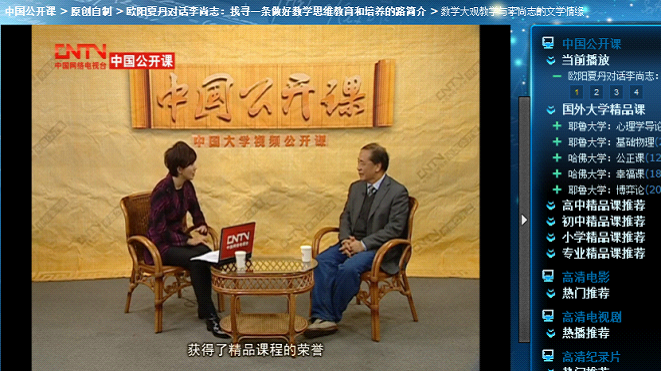 中国公开课 > 原创自制 > 欧阳夏丹对话李尚志：找寻一条做好数学思维教育和培养的路简介 > 数学大观教学与李尚志的文学情缘
CNTV
中国网络电视台
中国公开课
中国公开课
中国大学视频公开课
CNTV
获得了精品课程的荣誉
中国公开课
当前播放
欧阳夏丹对话李尚志：
1 2 3 4
国外大学精品课
耶鲁大学：心理学导论
耶鲁大学：基础物理
哈佛大学：公正课(12
哈佛大学：幸福课(18
耶鲁大学：博弈论(20
高中精品课推荐
初中精品课推荐
小学精品课推荐
专业精品课推荐
高清电影
热门推荐
高清电视剧
热播推荐
高清纪录片